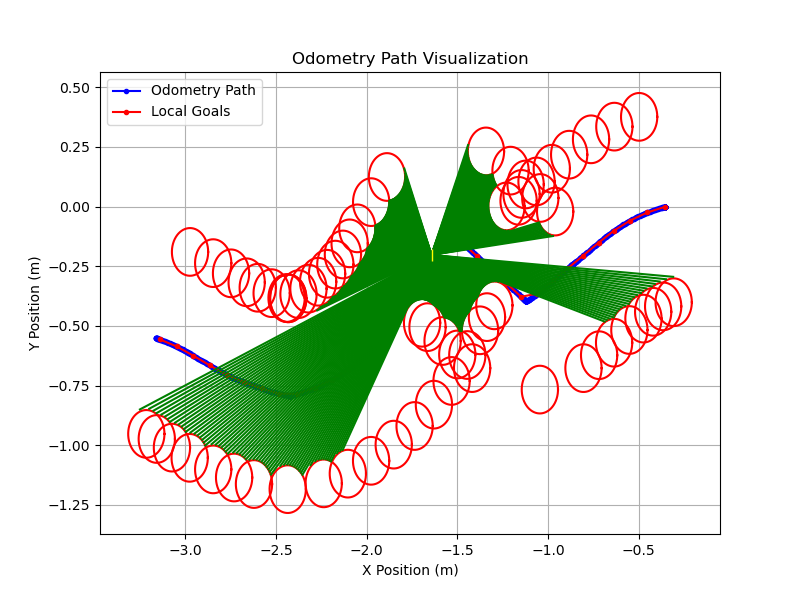 Odometry Path Visualization
Odometry Path
Local Goals
Y Position (m)
0.50
0.25
0.00
−0.25
−0.50
−0.75
−1.00
−1.25
−3.0 −2.5 −2.0 −1.5 −1.0 −0.5
X Position (m)